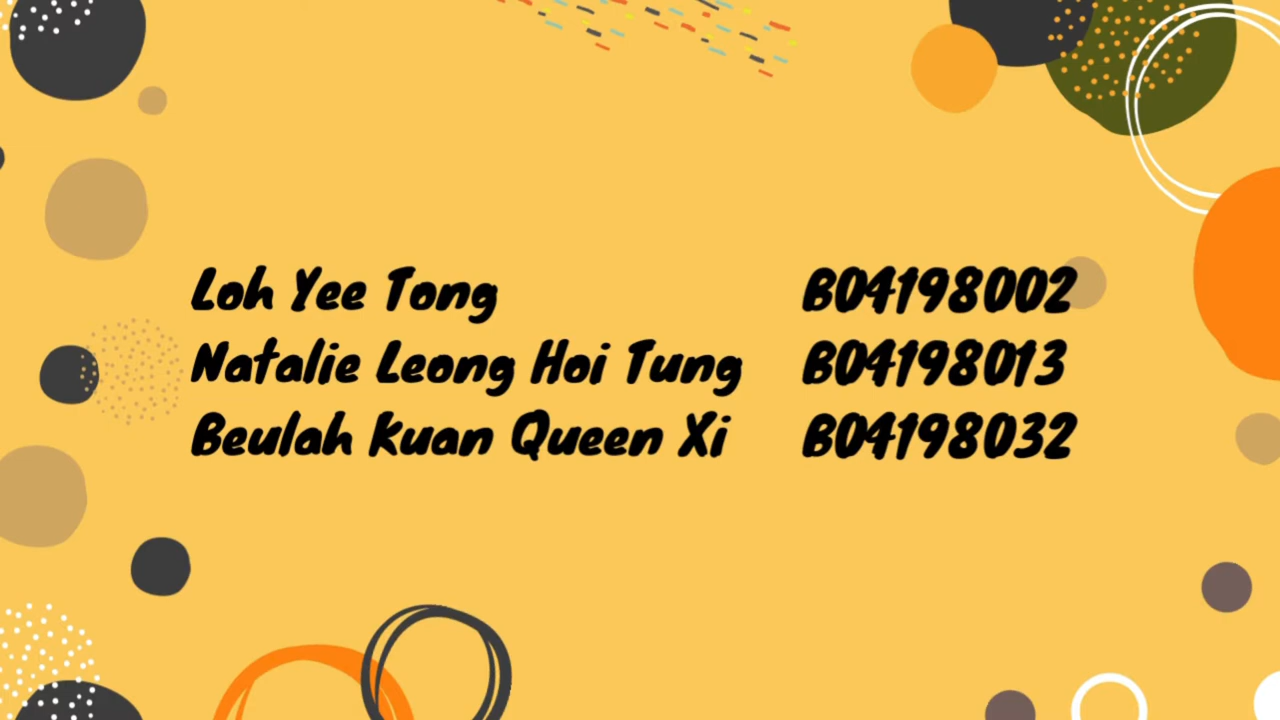 Loh Yee Tong B04198002
Natalie Leong Hoi Tung B04198013
Beulah Kuan Queen Xi B04198032